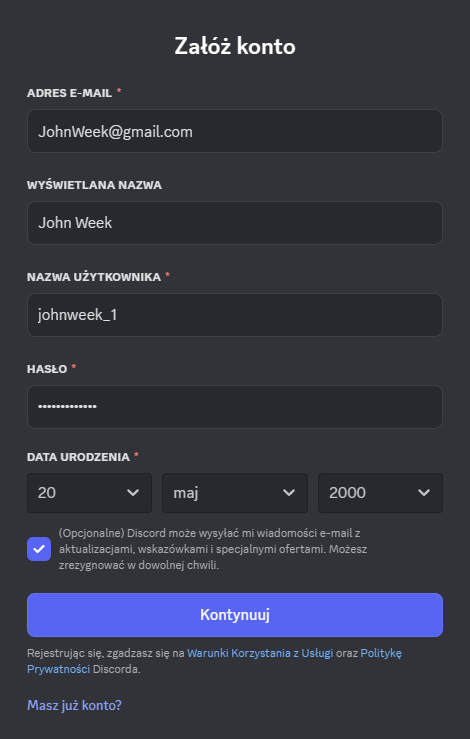 Załóż konto
ADRES E-MAIL *
JohnWeek@gmail.com
WYŚWIETLANA NAZWA
John Week
NAZWA UŻYTKOWNIKA *
johnweek_1
HASŁO *
•••••••••••••
DATA URODZENIA *
20 maj 2000
(Opcjonalne) Discord może wysyłać mi wiadomości e-mail z
aktualizacjami, wskazówkami i specjalnymi ofertami. Możesz
zrezygnować w dowolnej chwili.
Kontynuuj
Rejestrując się, zgadzasz się na Warunki Korzystania z Usługi oraz Politykę
Prywatności Discorda.
Masz już konto?